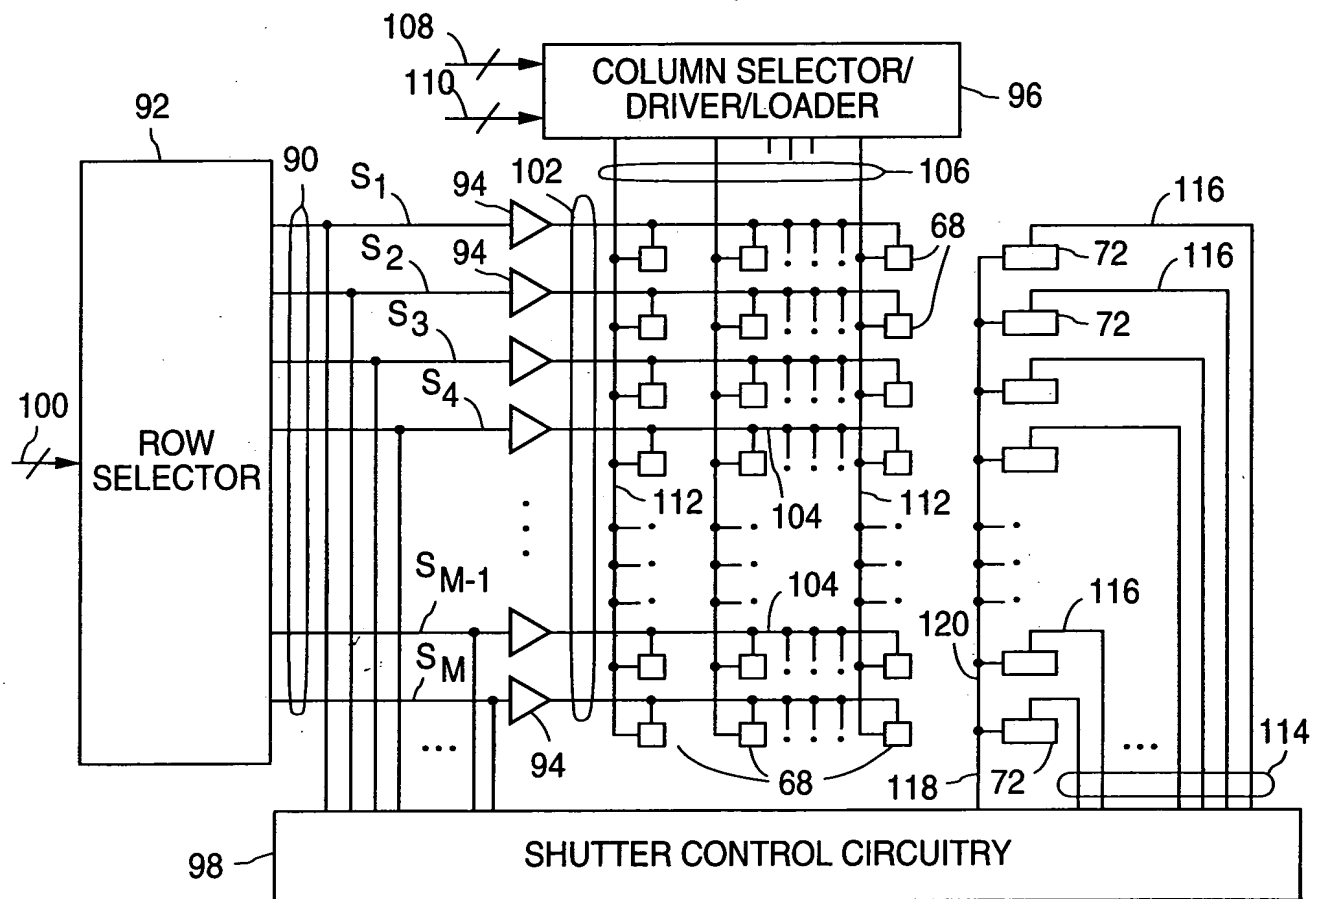 108
110
COLUMN SELECTOR/
DRIVER/LOADER
96
92
90
S1
94
102
106
116
S2
94
68
72
116
S3
72
S4
100
ROW
SELECTOR
112
104
112
SM-1
104
116
120
SM
94
68
118
72
114
...
...
98
SHUTTER CONTROL CIRCUITRY